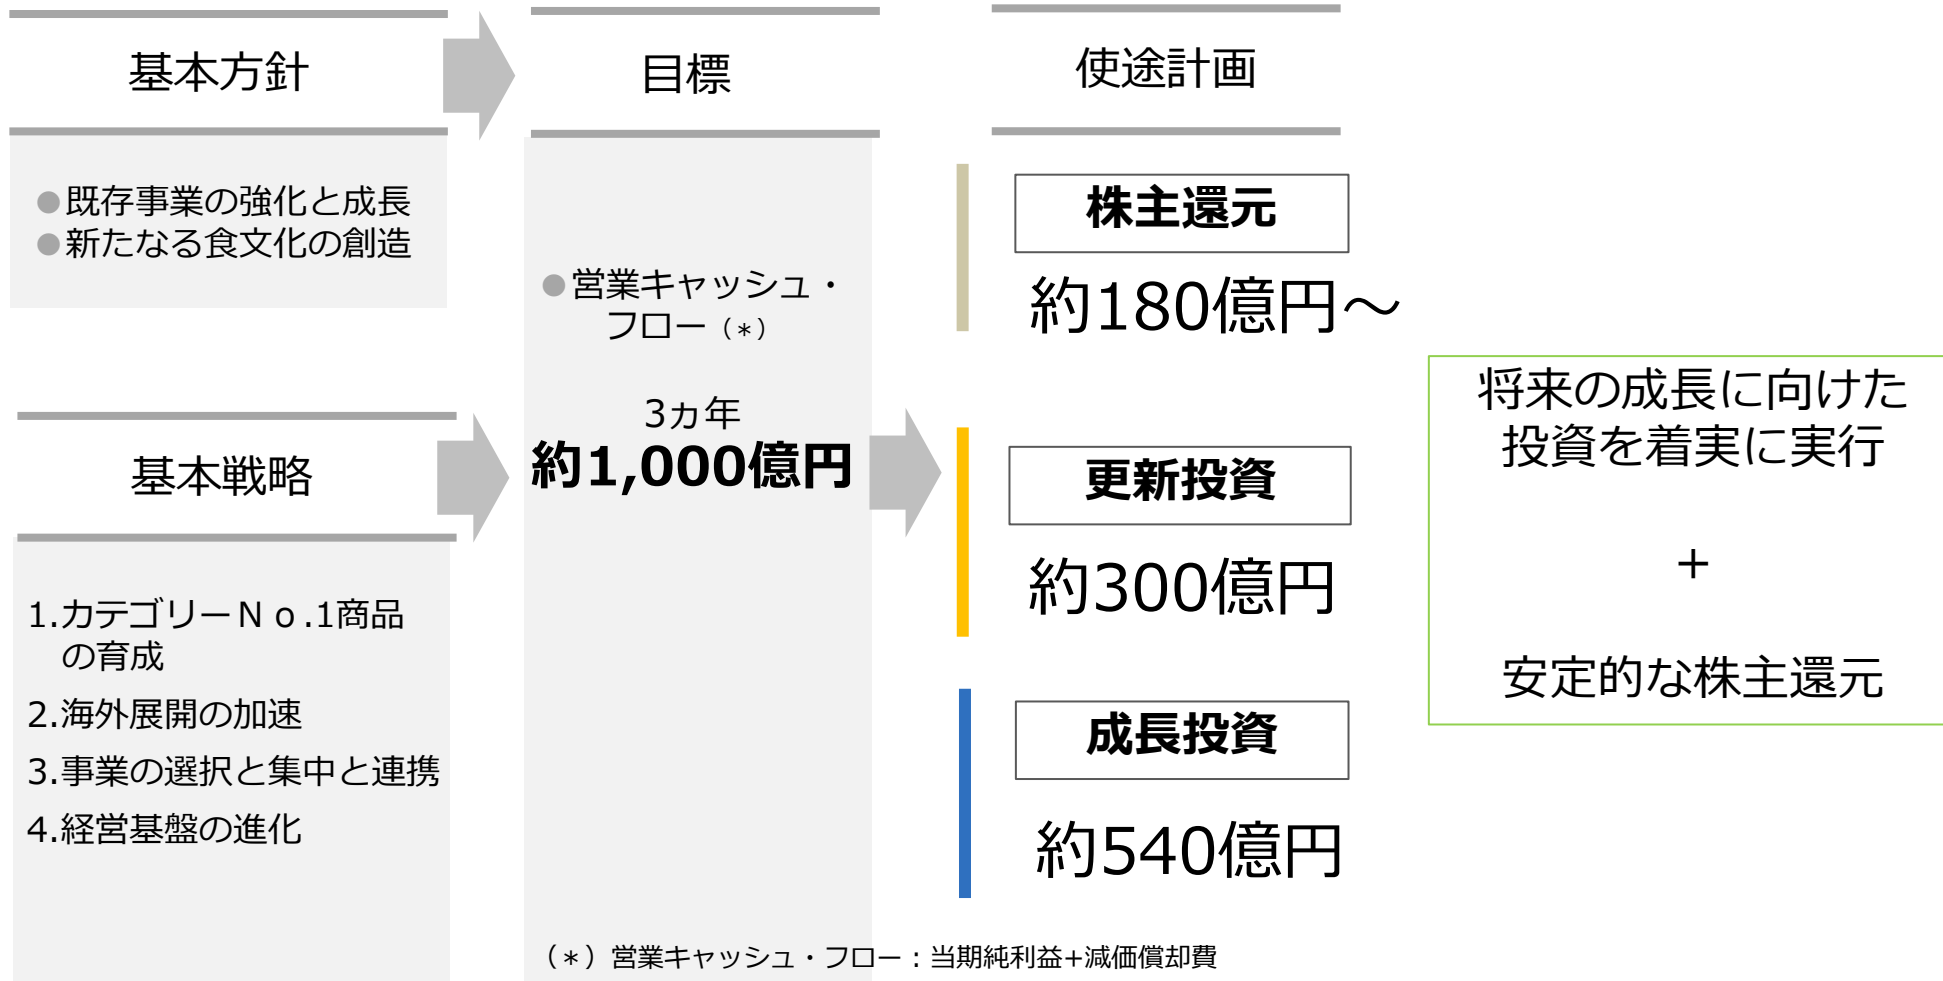 基本方針
●既存事業の強化と成長
●新たなる食文化の創造
基本戦略
1.カテゴリーNo.1商品
の育成
2.海外展開の加速
3.事業の選択と集中と連携
4.経営基盤の進化
目標
●営業キャッシュ・
フロー（*）
3ヵ年
約1,000億円
使途計画
株主還元
約180億円～
更新投資
約300億円
成長投資
約540億円
将来の成長に向けた
投資を着実に実行
+
安定的な株主還元
（*）営業キャッシュ・フロー：当期純利益+減価償却費